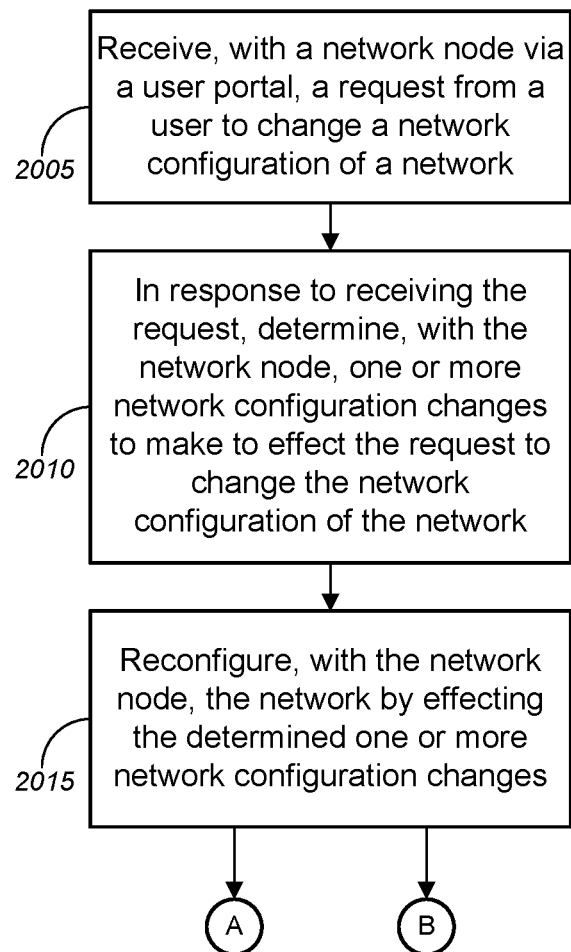 Receive, with a network node via
a user portal, a request from a
user to change a network
configuration of a network
2005
In response to receiving the
request, determine, with the
network node, one or more
network configuration changes
to make to effect the request to
change the network
configuration of the network
2010
Reconfigure, with the network
node, the network by effecting
the determined one or more
network configuration changes
2015
A
B